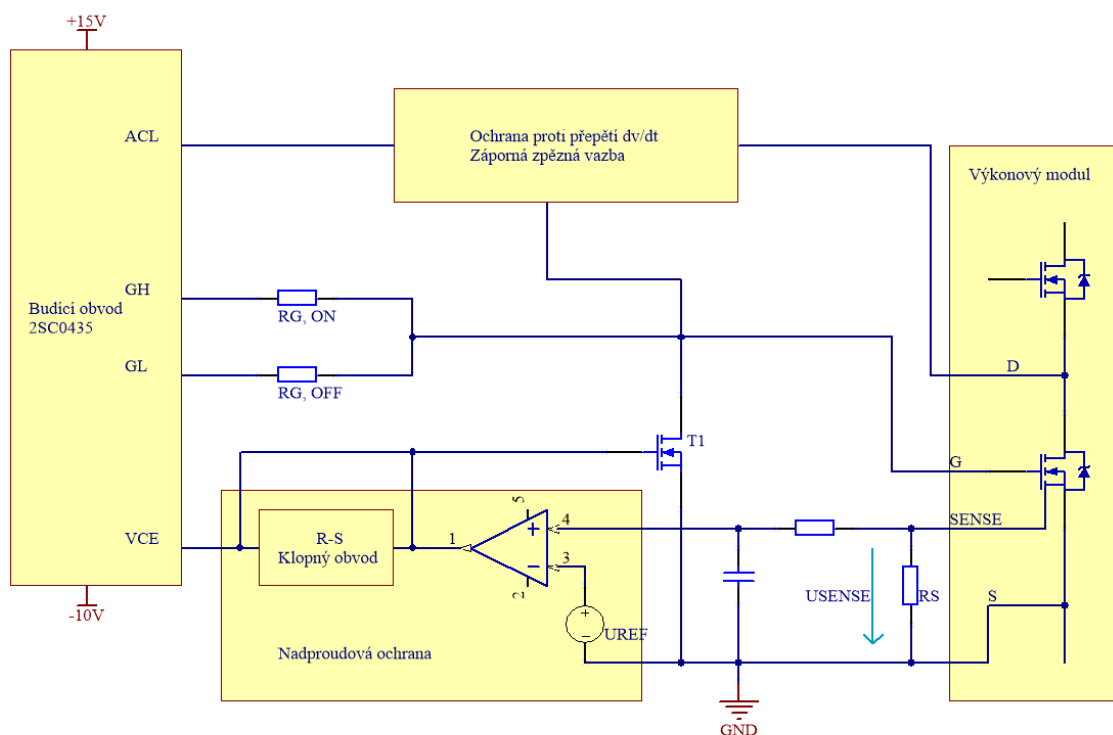 +15V
ACL
Ochrana proti přepětí dv/dt
Záporná zpězná vazba
Výkonový modul
GH
RG, ON
Budící obvod
2SC0435
GL
RG, OFF
D
T1
G
5
4
SENSE
VCE
R-S
Klopný obvod
1
3
2
USENSE
RS
S
UREF
-10V
Nadproudová ochrana
GND